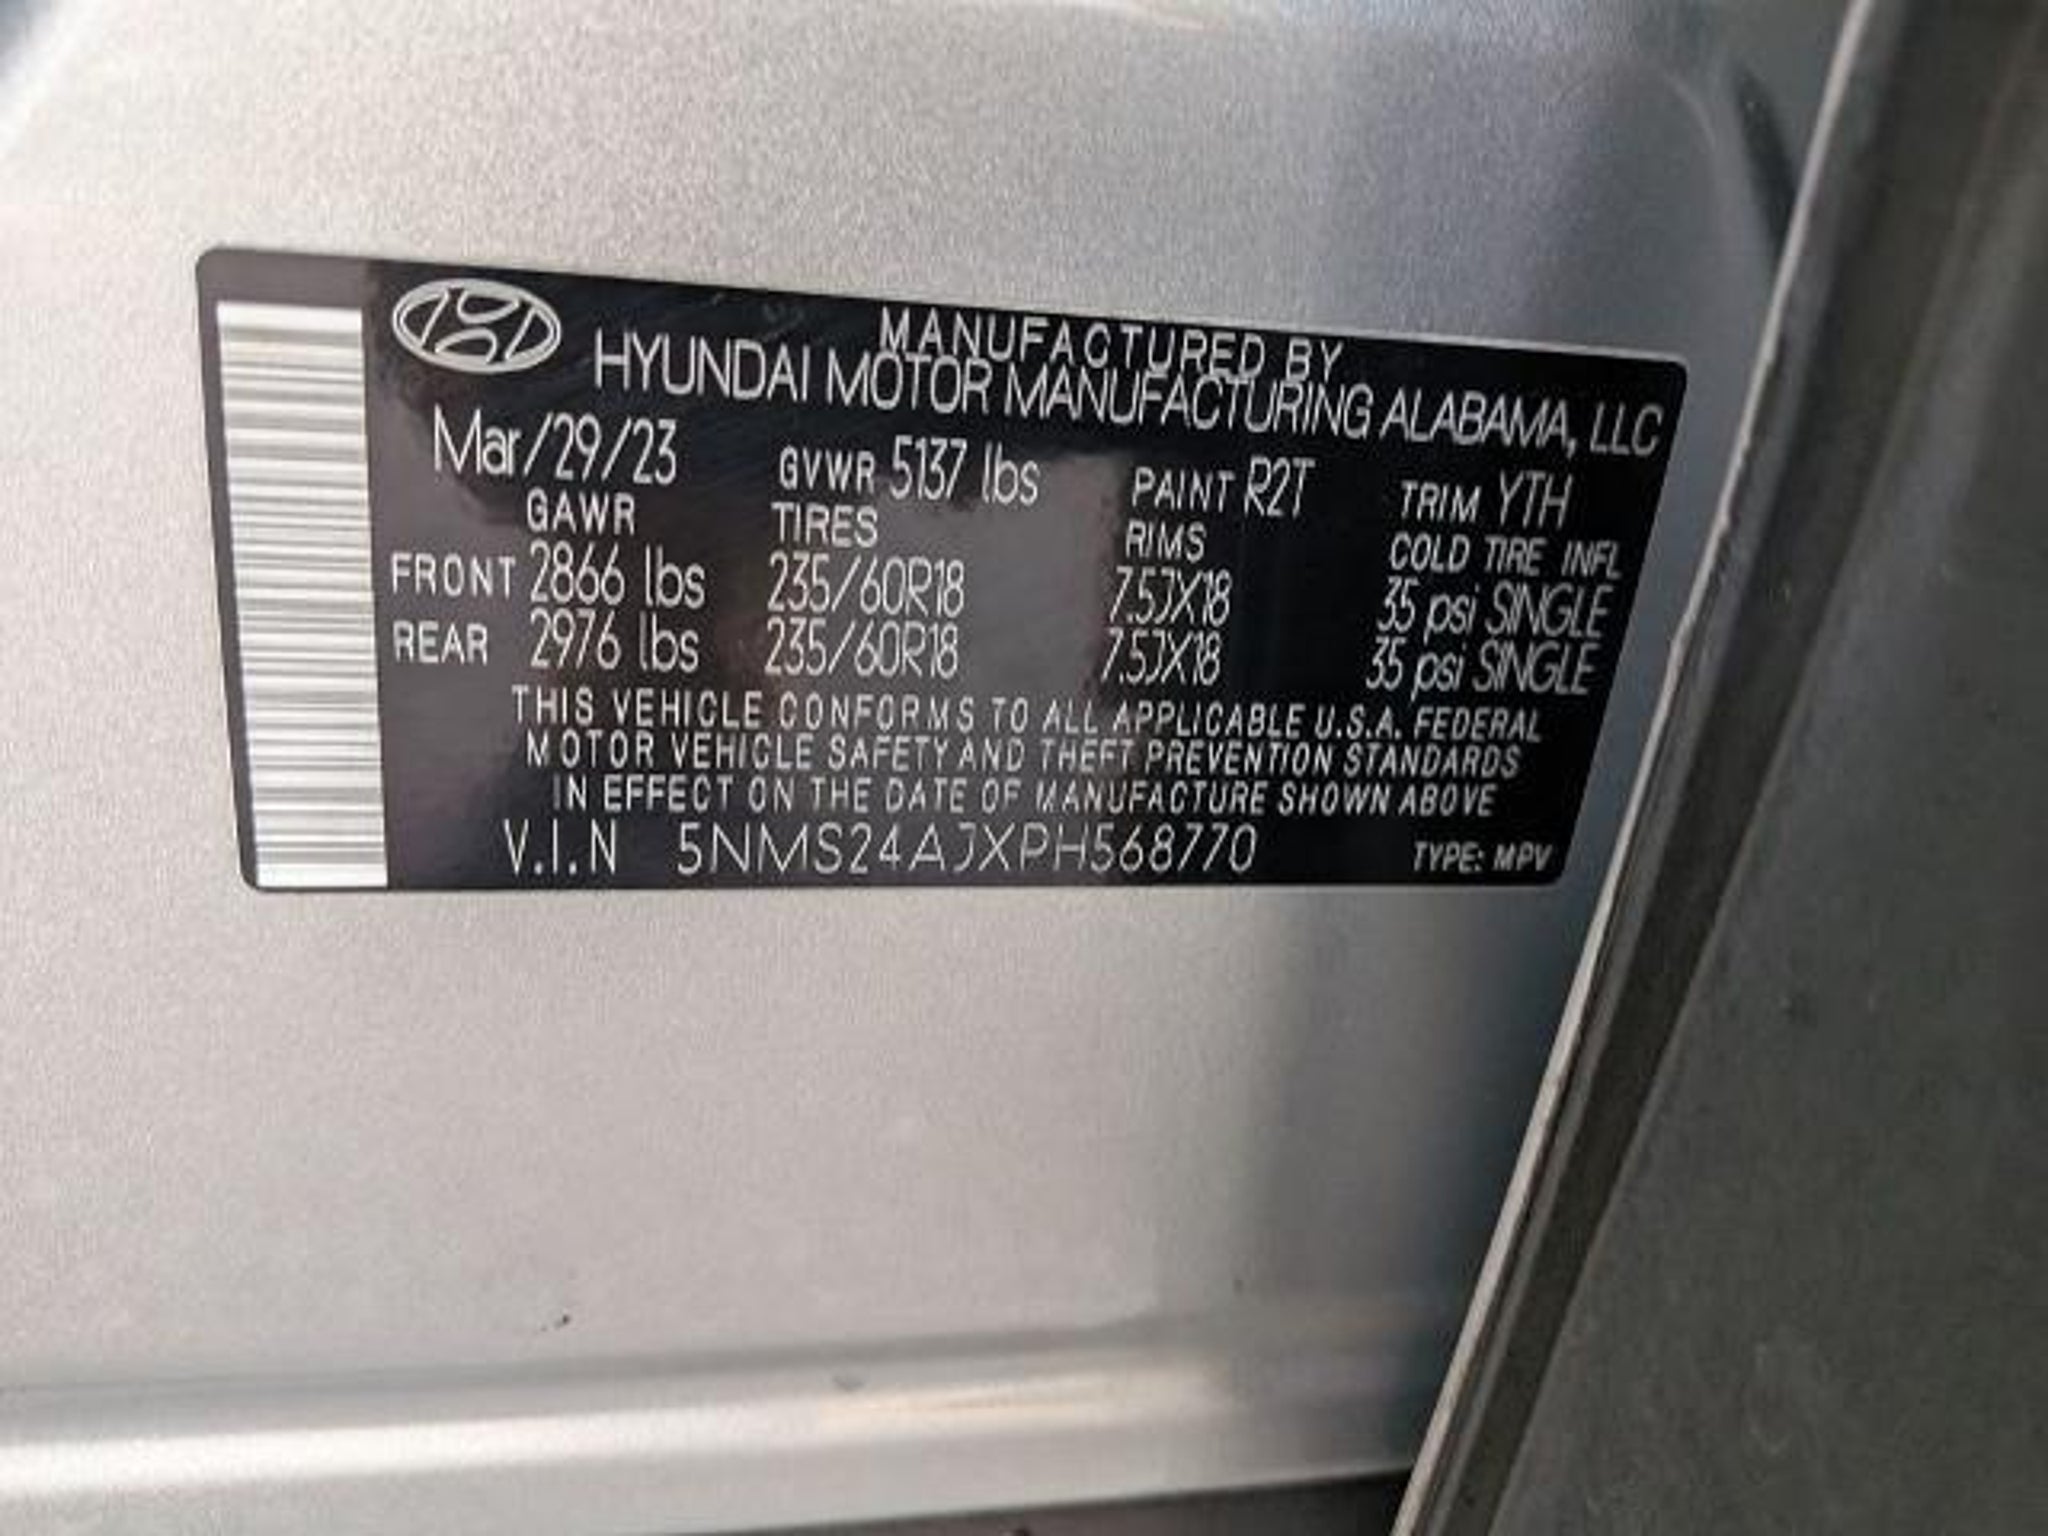 MANUFACTURED BY
HYUNDAI MOTOR MANUFACTURING ALABAMA, LLC
Mar/29/23 GVWR 5137 lbs PAINT R2T TRIM YTH
GAWR TIRES RIMS COLD TIRE INFL
FRONT 2866 lbs 235/60R18 7.5JX18 35 psi SINGLE
REAR 2976 lbs 235/60R18 7.5JX18 35 psi SINGLE
THIS VEHICLE CONFORMS TO ALL APPLICABLE U.S.A. FEDERAL
MOTOR VEHICLE SAFETY AND THEFT PREVENTION STANDARDS
IN EFFECT ON THE DATE OF MANUFACTURE SHOWN ABOVE
V.I.N 5NMS24AJXPH568770 TYPE: MPV